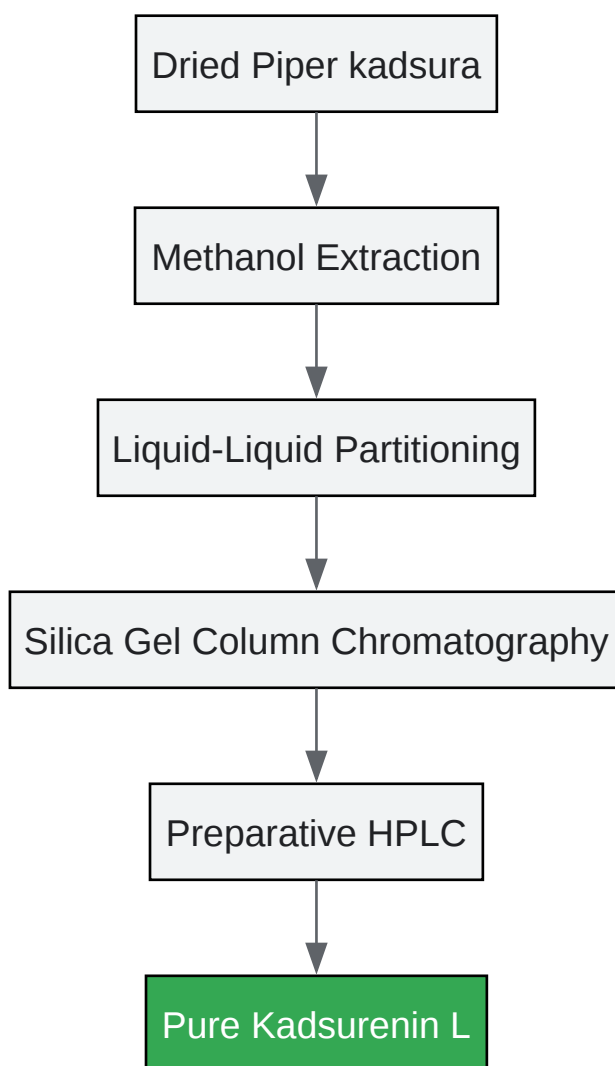 Dried Piper kadsura
Methanol Extraction
Liquid-Liquid Partitioning
Silica Gel Column Chromatography
Preparative HPLC
Pure Kadsurenin L